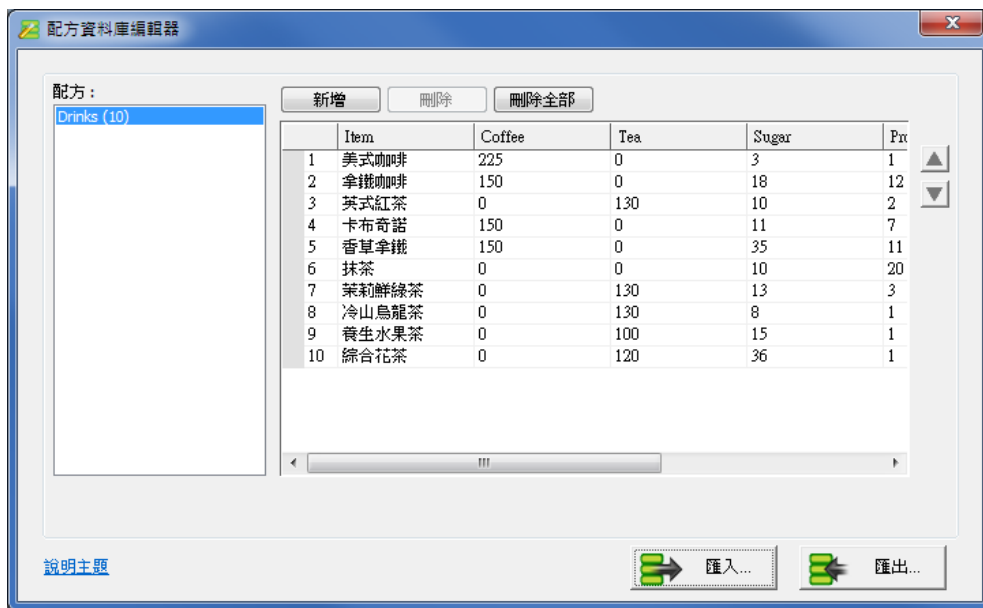 配方資料庫編輯器
配方：
新增 刪除 刪除全部
Drinks (10)
Item Coffee Tea Sugar Pro
1 美式咖啡 225 0 3 1
2 拿鐵咖啡 150 0 18 12
3 英式紅茶 0 130 10 2
4 卡布奇諾 150 0 11 7
5 香草拿鐵 150 0 35 11
6 抹茶 0 0 10 20
7 茉莉鮮綠茶 0 130 13 3
8 冷山烏龍茶 0 130 8 1
9 養生水果茶 0 100 15 1
10 綜合花茶 0 120 36 1
說明主題
匯入...
匯出...